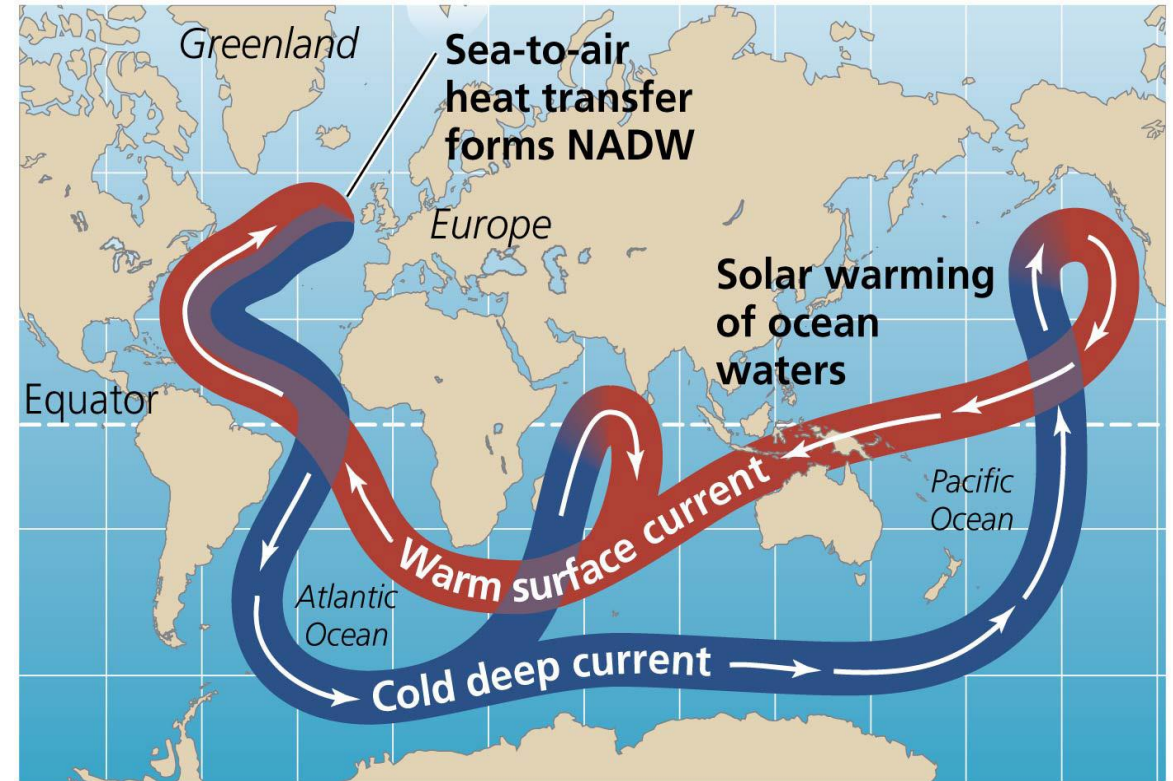 Greenland
Sea-to-air
heat transfer
forms NADW
Europe
Solar warming
of ocean
waters
Equator
Pacific
Ocean
Warm surface current
Atlantic
Ocean
Cold deep current